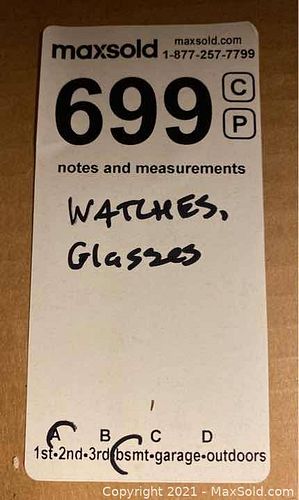 maxsold maxsold.com
1-877-257-7799
699 C
P
notes and measurements
WATCHES,
Glasses
A B C D
1st•2nd•3rd•bsmt•garage•outdoors
Copyright © 2021 - MaxSold.com